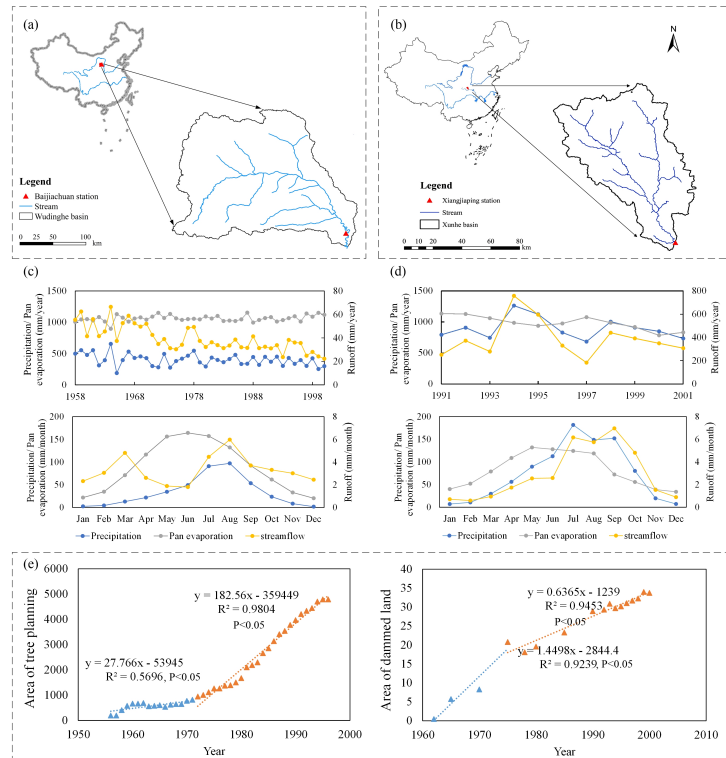 (a)
Legend
Baijiachuan station
Stream
Wudinghe basin
0 25 50 100
km
(b)
N
Legend
Xiangjiaping station
Stream
Xunhe basin
0 10 20 40 60 80
km
(c)
Precipitation/ Pan
evaporation (mm/year)
1500
1000
500
0
80
60
40
20
0
Runoff (mm/year)
1958 1968 1978 1988 1998
Precipitation/ Pan
evaporation (mm/month)
200
150
100
50
0
8
6
4
2
0
Runoff (mm/month)
Jan Feb Mar Apr May Jun Jul Aug Sep Oct Nov Dec
(d)
Precipitation/ Pan
evaporation (mm/year)
1500
1000
500
0
800
600
400
200
0
Runoff (mm/year)
1991 1993 1995 1997 1999 2001
Precipitation/ Pan
evaporation (mm/month)
200
150
100
50
0
8
6
4
2
0
Runoff (mm/month)
Jan Feb Mar Apr May Jun Jul Aug Sep Oct Nov Dec
Precipitation Pan evaporation streamflow
Precipitation Pan evaporation streamflow
(e)
Area of tree planning
6000
5000
4000
3000
2000
1000
0
y = 182.56x - 359449
R² = 0.9804
P<0.05
y = 27.766x - 53945
R² = 0.5696, P<0.05
1950 1960 1970 1980 1990 2000
Year
Area of dammed land
40
35
30
25
20
15
10
5
0
y = 0.6365x - 1239
R² = 0.9453
P<0.05
y = 1.4498x - 2844.4
R² = 0.9239, P<0.05
1960 1970 1980 1990 2000 2010
Year